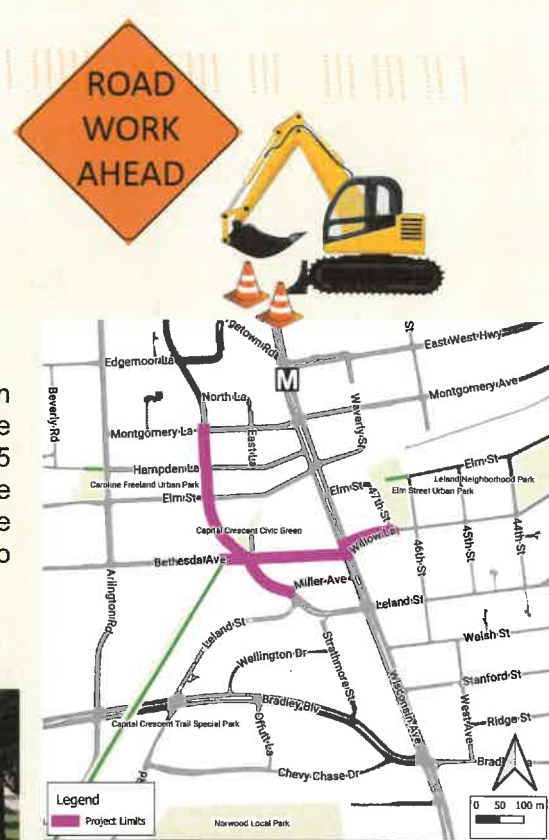 ROAD
WORK
AHEAD
East-West Hwy
Edgemoor La
M
Beverly Rd
North La
Montgomery Ave
Montgomery La
East La
Waverly St
Hampden La
Elm St
Caroline Freeland Urban Park
Leland Neighborhood Park
Elm St
Elm St
47th St
Elm Street Urban Park
Capital Crescent Civic Green
Willow La
46th St
45th St
44th St
Bethesda Ave
Miller Ave
Arlington Rd
Leland St
Leland St
Welsh St
Wellington Dr
Strathmore St
Stanford St
Wisconsin Ave
West Ave
Bradley Blv
Offutt La
Ridge St
Capital Crescent Trail Special Park
Chevy Chase Dr
Legend
Project Limits
Norwood Local Park
0 50 100 m